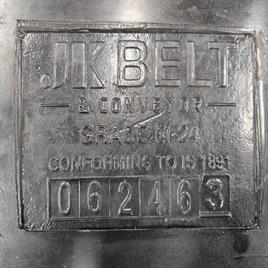 JK BELT
& CONVEYOR
GRADE M-24
CONFORMING TO IS 1891
062463